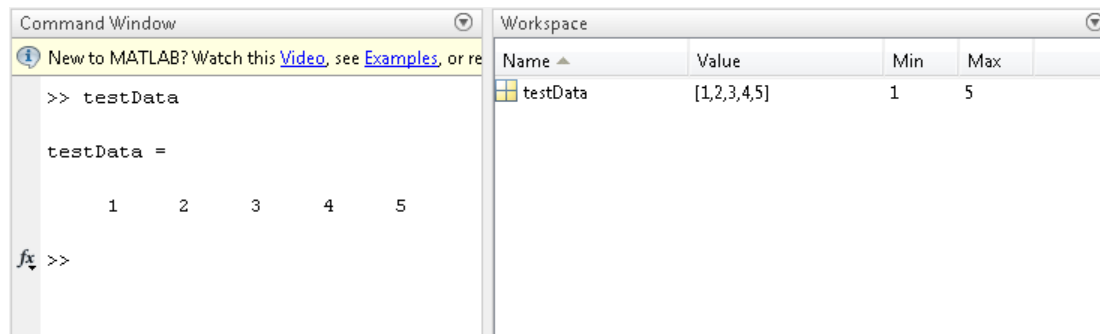 Command Window
New to MATLAB? Watch this Video, see Examples, or re
>> testData
testData =
1 2 3 4 5
fx >>
Workspace
Name Value Min Max
testData [1,2,3,4,5] 1 5